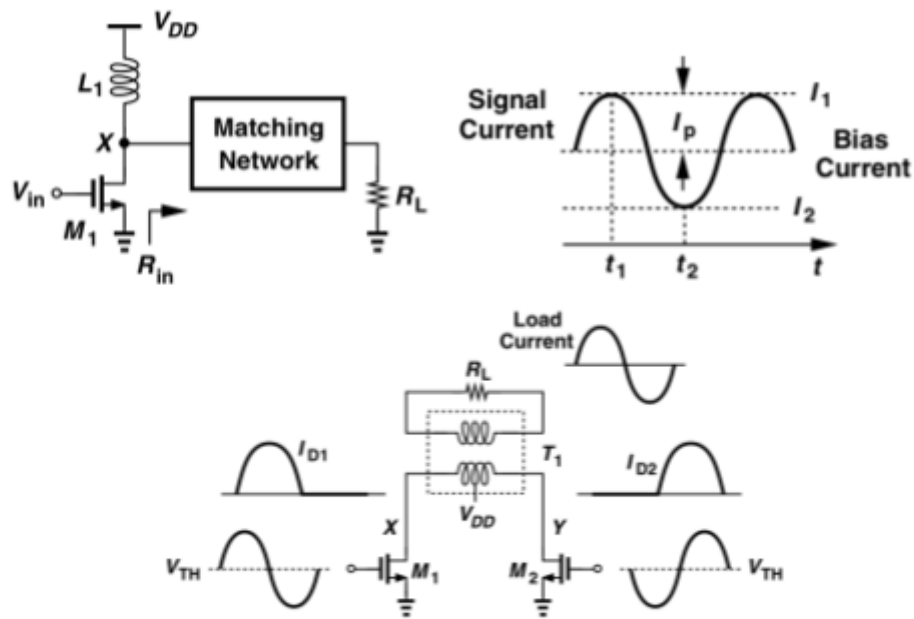 V_DD
L_1
X
Matching
Network
V_in
M_1
R_in
R_L
Signal
Current
I_p
I_1
Bias
Current
I_2
t_1
t_2
t
Load
Current
R_L
T_1
I_D1
I_D2
V_DD
X
Y
V_TH
M_1
M_2
V_TH